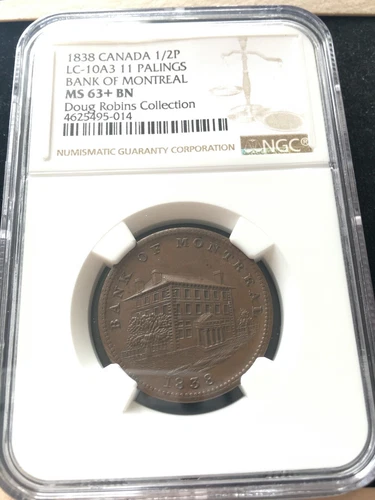 1838 CANADA 1/2P
LC-10A3 11 PALINGS
BANK OF MONTREAL
MS 63+ BN
Doug Robins Collection
4625495-014
NUMISMATIC GUARANTY CORPORATION
NGC®
BANK OF MONTREAL
1838